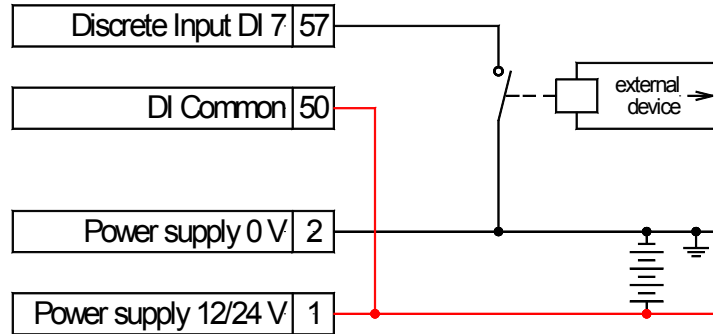 Discrete Input DI 7 57
external
device
DI Common 50
Power supply 0 V 2
Power supply 12/24 V 1